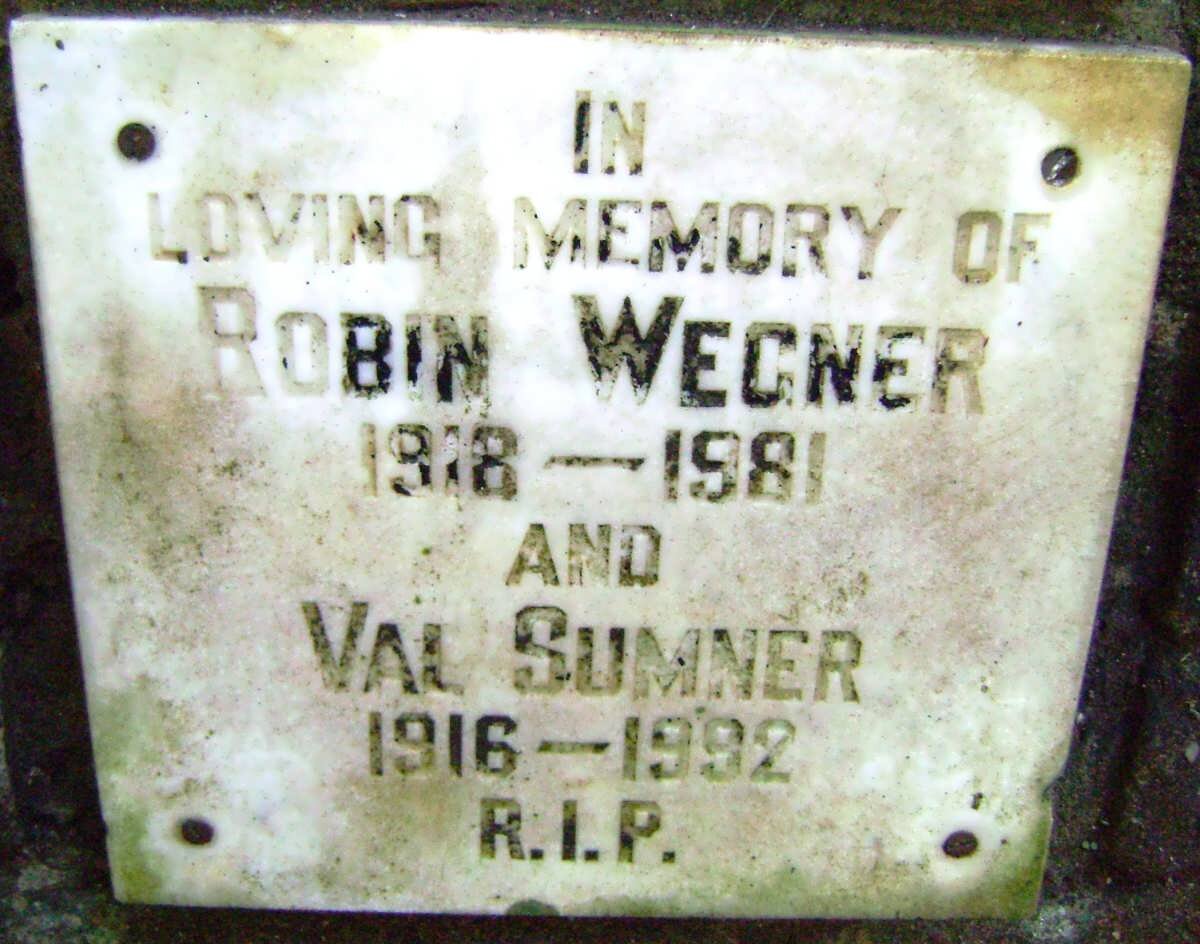 IN
LOVING MEMORY OF
ROBIN WEGNER
1918 — 1981
AND
VAL SUMNER
1916 — 1992
R.I.P.